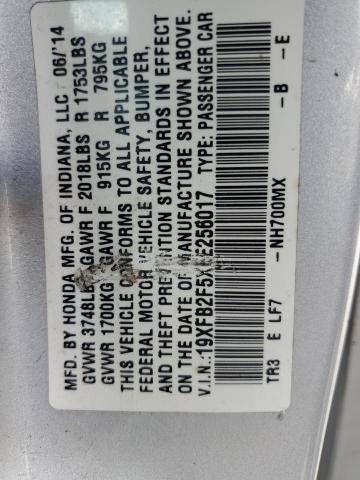 MFD. BY HONDA MFG. OF INDIANA, LLC 06/'14
GVWR 3748LBS GAWR F 2018LBS R 1753LBS
GVWR 1700KG GAWR F 915KG R 795KG
THIS VEHICLE CONFORMS TO ALL APPLICABLE
FEDERAL MOTOR VEHICLE SAFETY, BUMPER,
AND THEFT PREVENTION STANDARDS IN EFFECT
ON THE DATE OF MANUFACTURE SHOWN ABOVE.
V.I.N.: TYPE: PASSENGER CAR
TR3 E LF7 -NH700MX -B -E